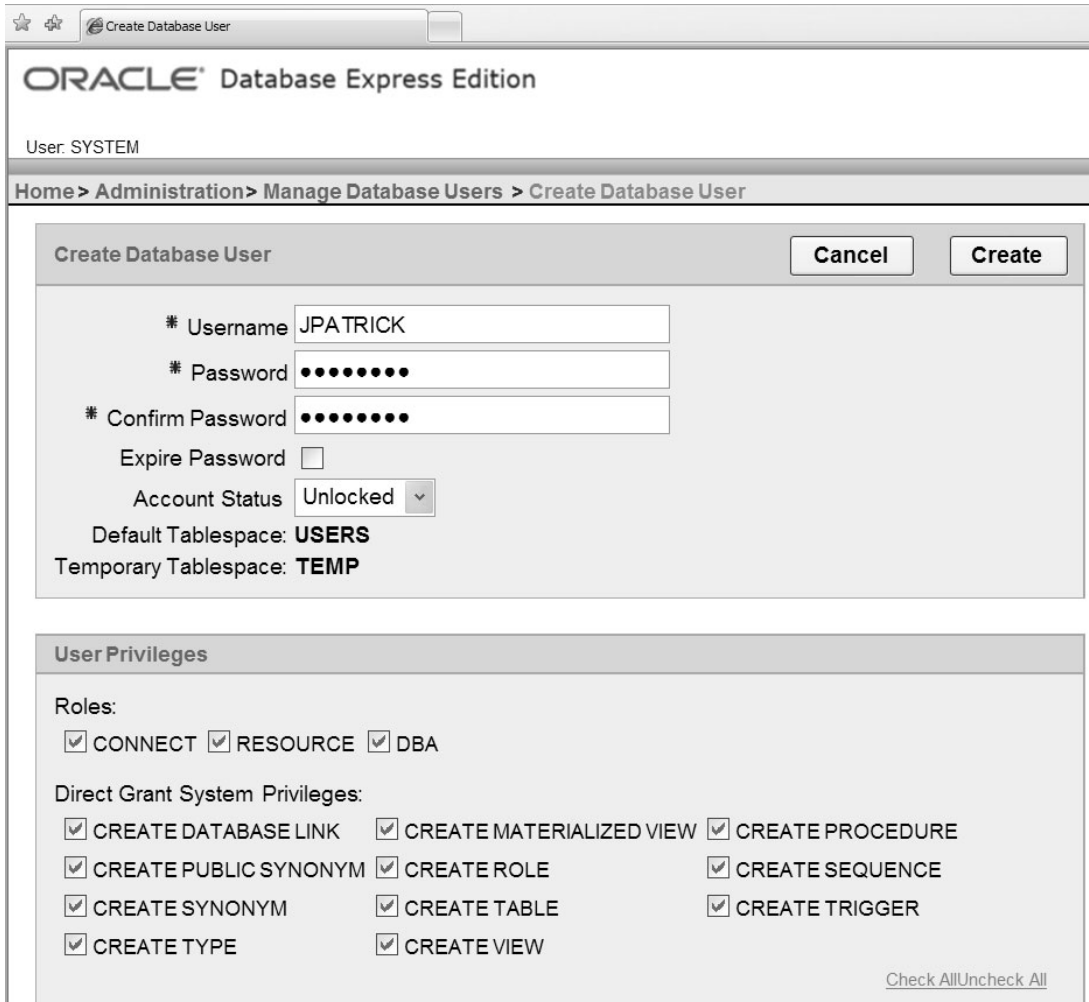 Create Database User
ORACLE Database Express Edition
User: SYSTEM
Home > Administration > Manage Database Users > Create Database User
Create Database User Cancel Create
* Username JPATRICK
* Password ••••••••
* Confirm Password ••••••••
Expire Password
Account Status Unlocked
Default Tablespace: USERS
Temporary Tablespace: TEMP
User Privileges
Roles:
CONNECT RESOURCE DBA
Direct Grant System Privileges:
CREATE DATABASE LINK CREATE MATERIALIZED VIEW CREATE PROCEDURE
CREATE PUBLIC SYNONYM CREATE ROLE CREATE SEQUENCE
CREATE SYNONYM CREATE TABLE CREATE TRIGGER
CREATE TYPE CREATE VIEW
Check AllUncheck All